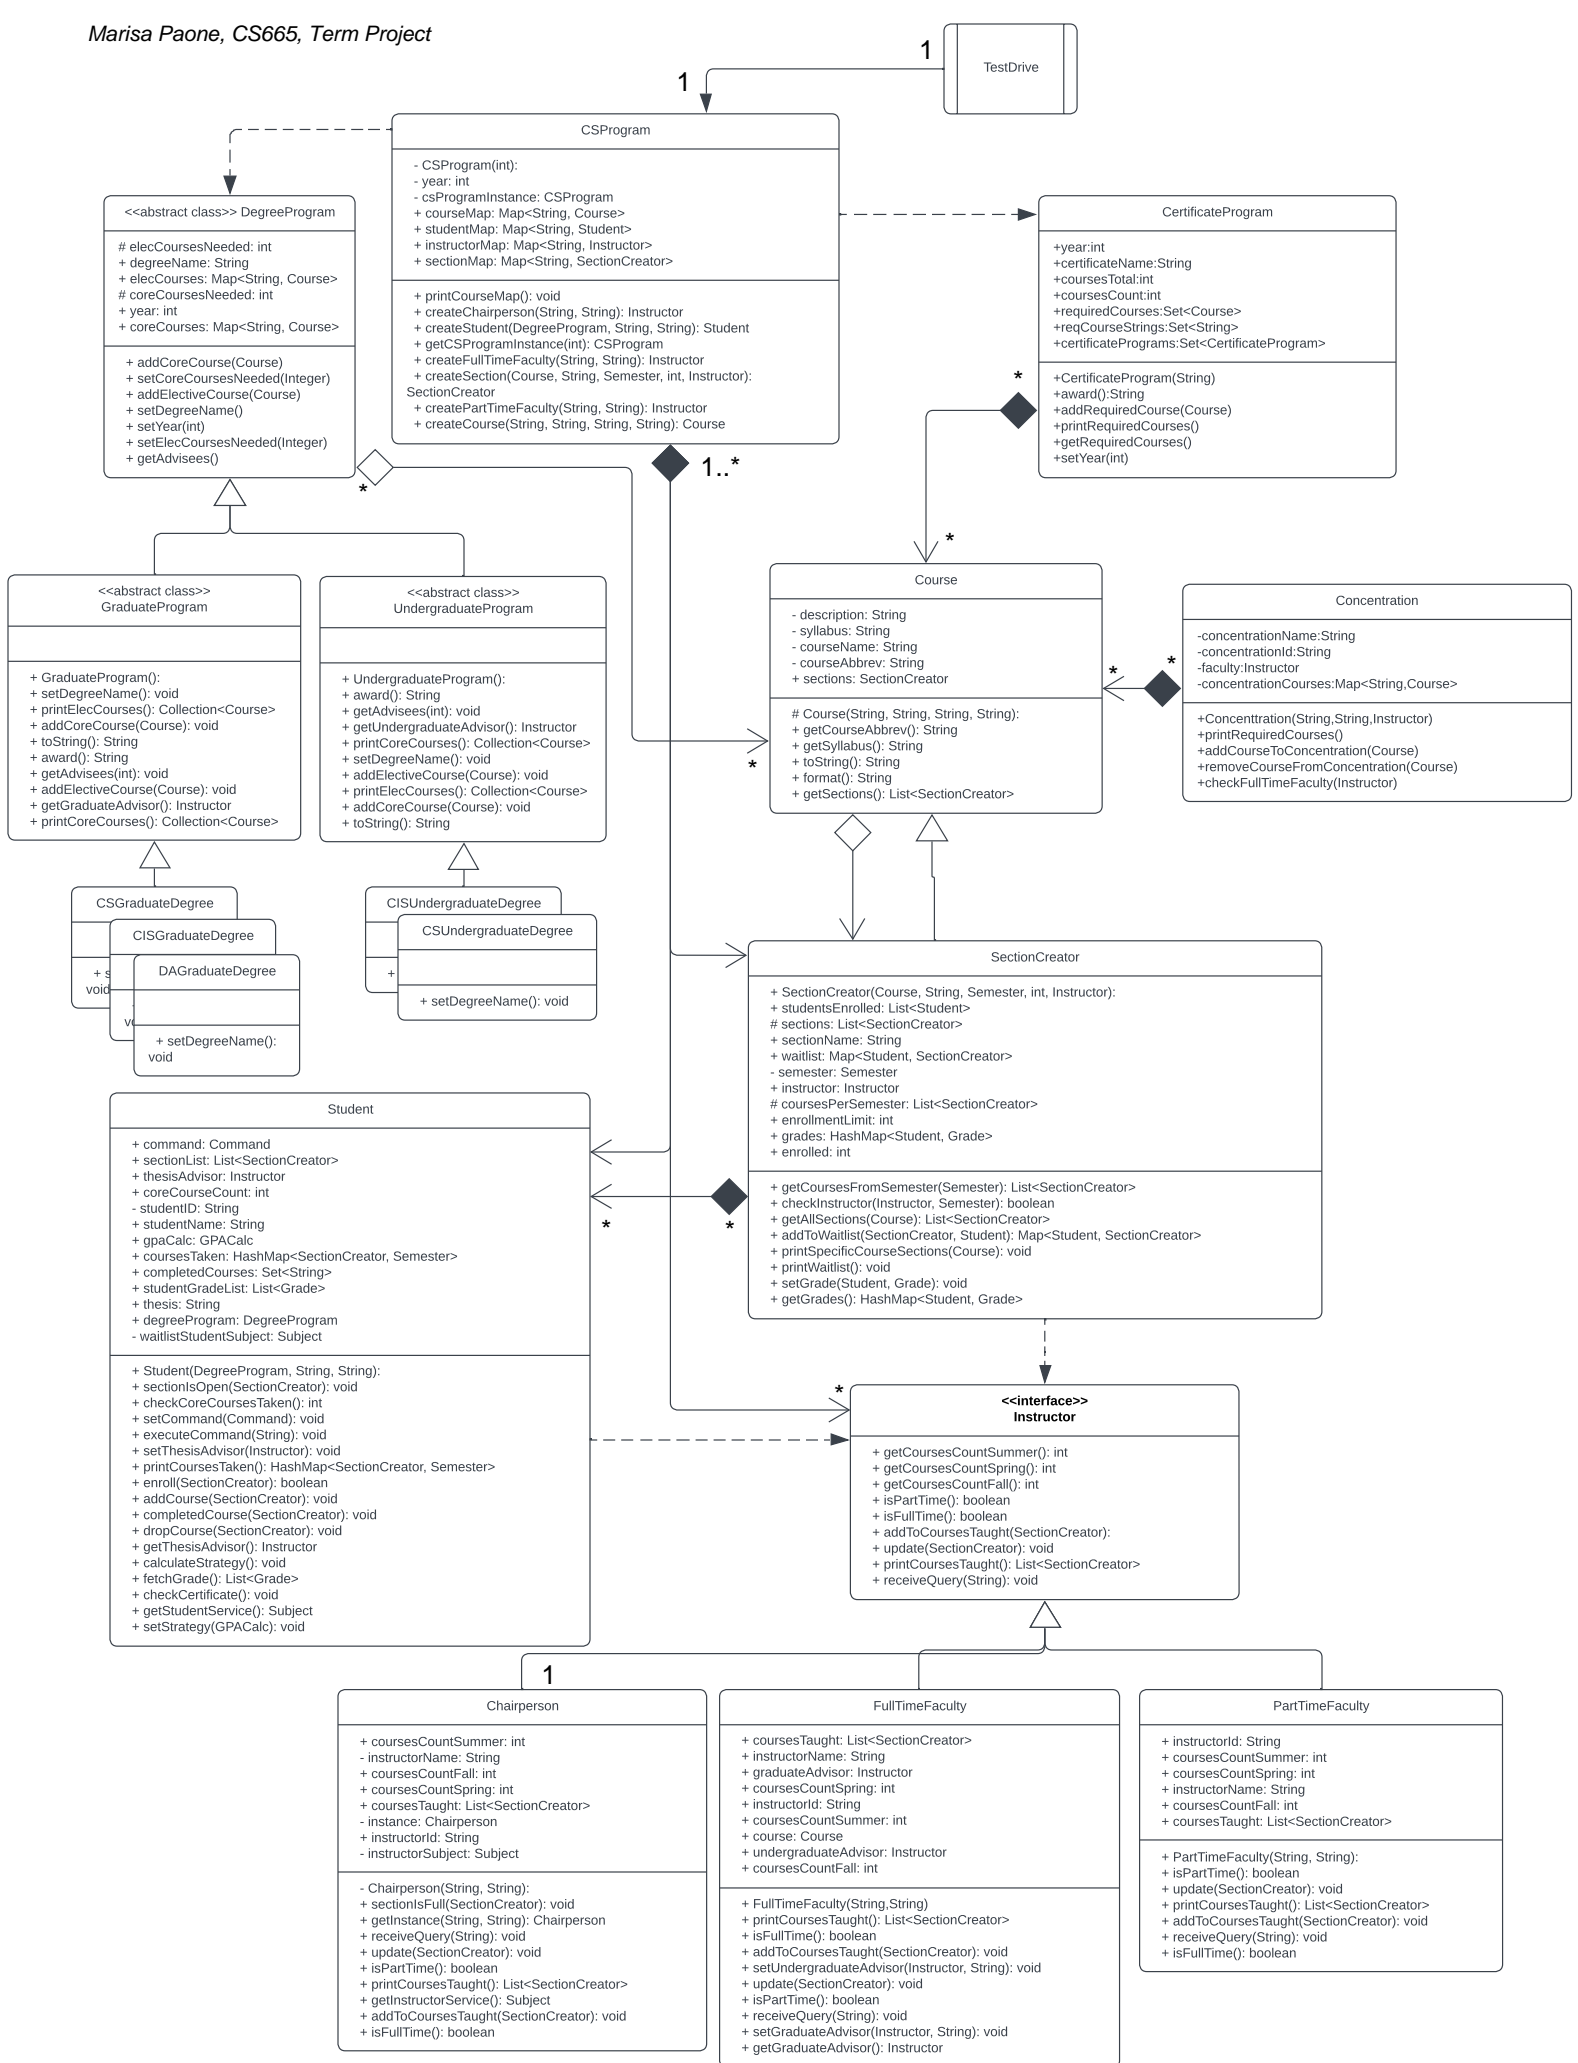 Marisa Paone, CS665, Term Project
1
1
TestDrive
CSProgram
- CSProgram(int):
- year: int
- csProgramInstance: CSProgram
+ courseMap: Map<String, Course>
+ studentMap: Map<String, Student>
+ instructorMap: Map<String, Instructor>
+ sectionMap: Map<String, SectionCreator>
+ printCourseMap(): void
+ createChairperson(String, String): Instructor
+ createStudent(DegreeProgram, String, String): Student
+ getCSProgramInstance(int): CSProgram
+ createFullTimeFaculty(String, String): Instructor
+ createSection(Course, String, Semester, int, Instructor):
SectionCreator
+ createPartTimeFaculty(String, String): Instructor
+ createCourse(String, String, String, String): Course
1..*
<<abstract class>> DegreeProgram
# elecCoursesNeeded: int
+ degreeName: String
+ elecCourses: Map<String, Course>
# coreCoursesNeeded: int
+ year: int
+ coreCourses: Map<String, Course>
+ addCoreCourse(Course)
+ setCoreCoursesNeeded(Integer)
+ addElectiveCourse(Course)
+ setDegreeName()
+ setYear(int)
+ setElecCoursesNeeded(Integer)
+ getAdvisees()
*
CertificateProgram
+year:int
+certificateName:String
+coursesTotal:int
+coursesCount:int
+requiredCourses:Set<Course>
+reqCourseStrings:Set<String>
+certificatePrograms:Set<CertificateProgram>
+CertificateProgram(String)
+award():String
+addRequiredCourse(Course)
+printRequiredCourses()
+getRequiredCourses()
+setYear(int)
*
*
<<abstract class>>
GraduateProgram
+ GraduateProgram():
+ setDegreeName(): void
+ printElecCourses(): Collection<Course>
+ addCoreCourse(Course): void
+ toString(): String
+ award(): String
+ getAdvisees(int): void
+ addElectiveCourse(Course): void
+ getGraduateAdvisor(): Instructor
+ printCoreCourses(): Collection<Course>
<<abstract class>>
UndergraduateProgram
+ UndergraduateProgram():
+ award(): String
+ getAdvisees(int): void
+ getUndergraduateAdvisor(): Instructor
+ printCoreCourses(): Collection<Course>
+ setDegreeName(): void
+ addElectiveCourse(Course): void
+ printElecCourses(): Collection<Course>
+ addCoreCourse(Course): void
+ toString(): String
Course
- description: String
- syllabus: String
- courseName: String
- courseAbbrev: String
+ sections: SectionCreator
# Course(String, String, String, String):
+ getCourseAbbrev(): String
+ getSyllabus(): String
+ toString(): String
+ format(): String
+ getSections(): List<SectionCreator>
*
*
*
Concentration
-concentrationName:String
-concentrationId:String
-faculty:Instructor
-concentrationCourses:Map<String,Course>
+Concenttration(String,String,Instructor)
+printRequiredCourses()
+addCourseToConcentration(Course)
+removeCourseFromConcentration(Course)
+checkFullTimeFaculty(Instructor)
CSGraduateDegree
+ s
void
CISGraduateDegree
DAGraduateDegree
+ setDegreeName():
void
CISUndergraduateDegree
+
CSUndergraduateDegree
+ setDegreeName(): void
SectionCreator
+ SectionCreator(Course, String, Semester, int, Instructor):
+ studentsEnrolled: List<Student>
# sections: List<SectionCreator>
+ sectionName: String
+ waitlist: Map<Student, SectionCreator>
- semester: Semester
+ instructor: Instructor
# coursesPerSemester: List<SectionCreator>
+ enrollmentLimit: int
+ grades: HashMap<Student, Grade>
+ enrolled: int
+ getCoursesFromSemester(Semester): List<SectionCreator>
+ checkInstructor(Instructor, Semester): boolean
+ getAllSections(Course): List<SectionCreator>
+ addToWaitlist(SectionCreator, Student): Map<Student, SectionCreator>
+ printSpecificCourseSections(Course): void
+ printWaitlist(): void
+ setGrade(Student, Grade): void
+ getGrades(): HashMap<Student, Grade>
*
*
Student
+ command: Command
+ sectionList: List<SectionCreator>
+ thesisAdvisor: Instructor
+ coreCourseCount: int
- studentID: String
+ studentName: String
+ gpaCalc: GPACalc
+ coursesTaken: HashMap<SectionCreator, Semester>
+ completedCourses: Set<String>
+ studentGradeList: List<Grade>
+ thesis: String
+ degreeProgram: DegreeProgram
- waitlistStudentSubject: Subject
+ Student(DegreeProgram, String, String):
+ sectionIsOpen(SectionCreator): void
+ checkCoreCoursesTaken(): int
+ setCommand(Command): void
+ executeCommand(String): void
+ setThesisAdvisor(Instructor): void
+ printCoursesTaken(): HashMap<SectionCreator, Semester>
+ enroll(SectionCreator): boolean
+ addCourse(SectionCreator): void
+ completedCourse(SectionCreator): void
+ dropCourse(SectionCreator): void
+ getThesisAdvisor(): Instructor
+ calculateStrategy(): void
+ fetchGrade(): List<Grade>
+ checkCertificate(): void
+ getStudentService(): Subject
+ setStrategy(GPACalc): void
*
<<interface>>
Instructor
+ getCoursesCountSummer(): int
+ getCoursesCountSpring(): int
+ getCoursesCountFall(): int
+ isPartTime(): boolean
+ isFullTime(): boolean
+ addToCoursesTaught(SectionCreator):
+ update(SectionCreator): void
+ printCoursesTaught(): List<SectionCreator>
+ receiveQuery(String): void
1
Chairperson
+ coursesCountSummer: int
- instructorName: String
+ coursesCountFall: int
+ coursesCountSpring: int
+ coursesTaught: List<SectionCreator>
- instance: Chairperson
+ instructorId: String
- instructorSubject: Subject
- Chairperson(String, String):
+ sectionIsFull(SectionCreator): void
+ getInstance(String, String): Chairperson
+ receiveQuery(String): void
+ update(SectionCreator): void
+ isPartTime(): boolean
+ printCoursesTaught(): List<SectionCreator>
+ getInstructorService(): Subject
+ addToCoursesTaught(SectionCreator): void
+ isFullTime(): boolean
FullTimeFaculty
+ coursesTaught: List<SectionCreator>
+ instructorName: String
+ graduateAdvisor: Instructor
+ coursesCountSpring: int
+ instructorId: String
+ coursesCountSummer: int
+ course: Course
+ undergraduateAdvisor: Instructor
+ coursesCountFall: int
+ FullTimeFaculty(String,String)
+ printCoursesTaught(): List<SectionCreator>
+ isFullTime(): boolean
+ addToCoursesTaught(SectionCreator): void
+ setUndergraduateAdvisor(Instructor, String): void
+ update(SectionCreator): void
+ isPartTime(): boolean
+ receiveQuery(String): void
+ setGraduateAdvisor(Instructor, String): void
+ getGraduateAdvisor(): Instructor
PartTimeFaculty
+ instructorId: String
+ coursesCountSummer: int
+ coursesCountSpring: int
+ instructorName: String
+ coursesCountFall: int
+ coursesTaught: List<SectionCreator>
+ PartTimeFaculty(String, String):
+ isPartTime(): boolean
+ update(SectionCreator): void
+ printCoursesTaught(): List<SectionCreator>
+ addToCoursesTaught(SectionCreator): void
+ receiveQuery(String): void
+ isFullTime(): boolean